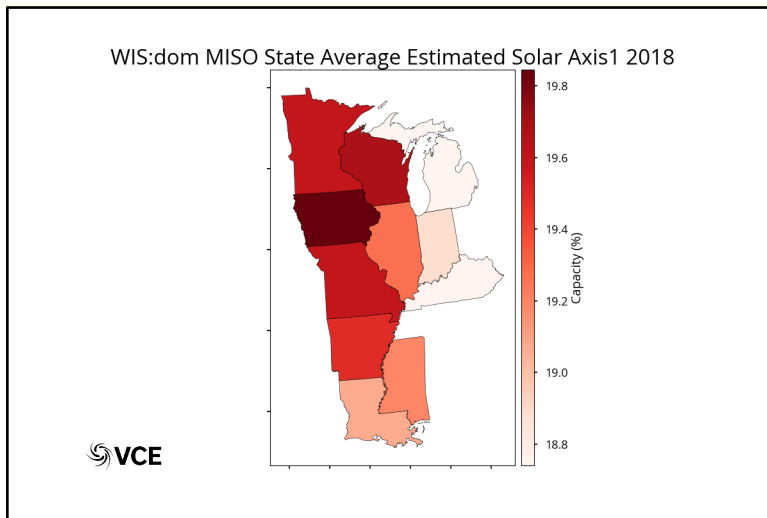 WIS:dom MISO State Average Estimated Solar Axis1 2018
19.8
19.6
19.4
19.2
19.0
18.8
Capacity (%)
VCE